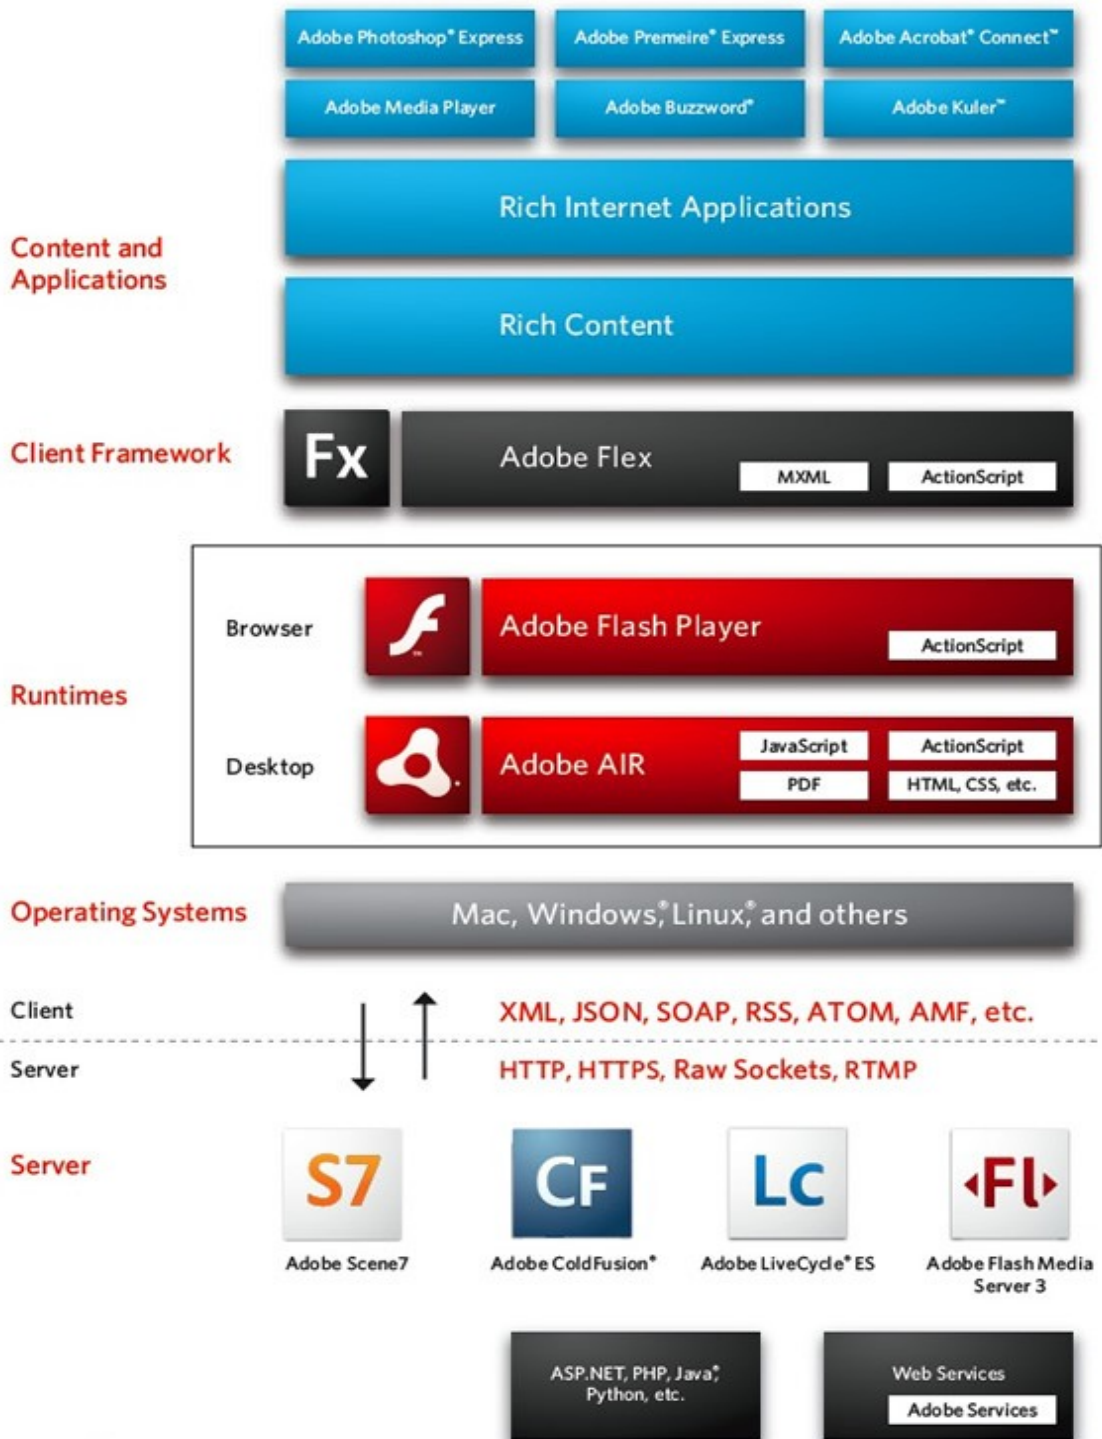 Adobe Photoshop® Express
Adobe Premeire® Express
Adobe Acrobat® Connect™
Adobe Media Player
Adobe Buzzword®
Adobe Kuler™
Rich Internet Applications
Content and
Applications
Rich Content
Client Framework
Fx
Adobe Flex
MXML
ActionScript
Browser
Adobe Flash Player
ActionScript
Runtimes
Desktop
Adobe AIR
JavaScript
ActionScript
PDF
HTML, CSS, etc.
Operating Systems
Mac, Windows®, Linux®, and others
Client
XML, JSON, SOAP, RSS, ATOM, AMF, etc.
Server
HTTP, HTTPS, Raw Sockets, RTMP
Server
S7
CF
LC
Fl
Adobe Scene7
Adobe ColdFusion®
Adobe LiveCycle® ES
Adobe Flash Media
Server 3
ASP.NET, PHP, Java®,
Python, etc.
Web Services
Adobe Services